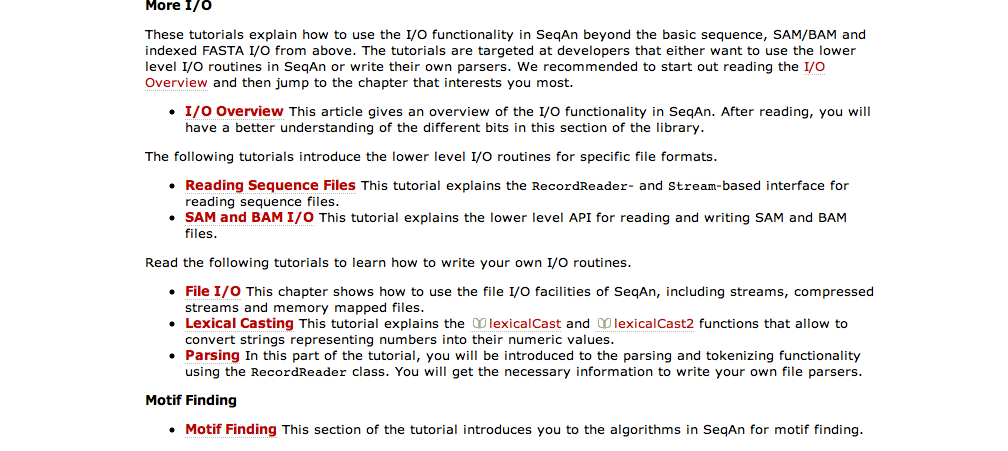 More I/O
These tutorials explain how to use the I/O functionality in SeqAn beyond the basic sequence, SAM/BAM and
indexed FASTA I/O from above. The tutorials are targeted at developers that either want to use the lower
level I/O routines in SeqAn or write their own parsers. We recommended to start out reading the I/O
Overview and then jump to the chapter that interests you most.
• I/O Overview This article gives an overview of the I/O functionality in SeqAn. After reading, you will
have a better understanding of the different bits in this section of the library.
The following tutorials introduce the lower level I/O routines for specific file formats.
• Reading Sequence Files This tutorial explains the RecordReader- and Stream-based interface for
reading sequence files.
• SAM and BAM I/O This tutorial explains the lower level API for reading and writing SAM and BAM
files.
Read the following tutorials to learn how to write your own I/O routines.
• File I/O This chapter shows how to use the file I/O facilities of SeqAn, including streams, compressed
streams and memory mapped files.
• Lexical Casting This tutorial explains the lexicalCast and lexicalCast2 functions that allow to
convert strings representing numbers into their numeric values.
• Parsing In this part of the tutorial, you will be introduced to the parsing and tokenizing functionality
using the RecordReader class. You will get the necessary information to write your own file parsers.
Motif Finding
• Motif Finding This section of the tutorial introduces you to the algorithms in SeqAn for motif finding.